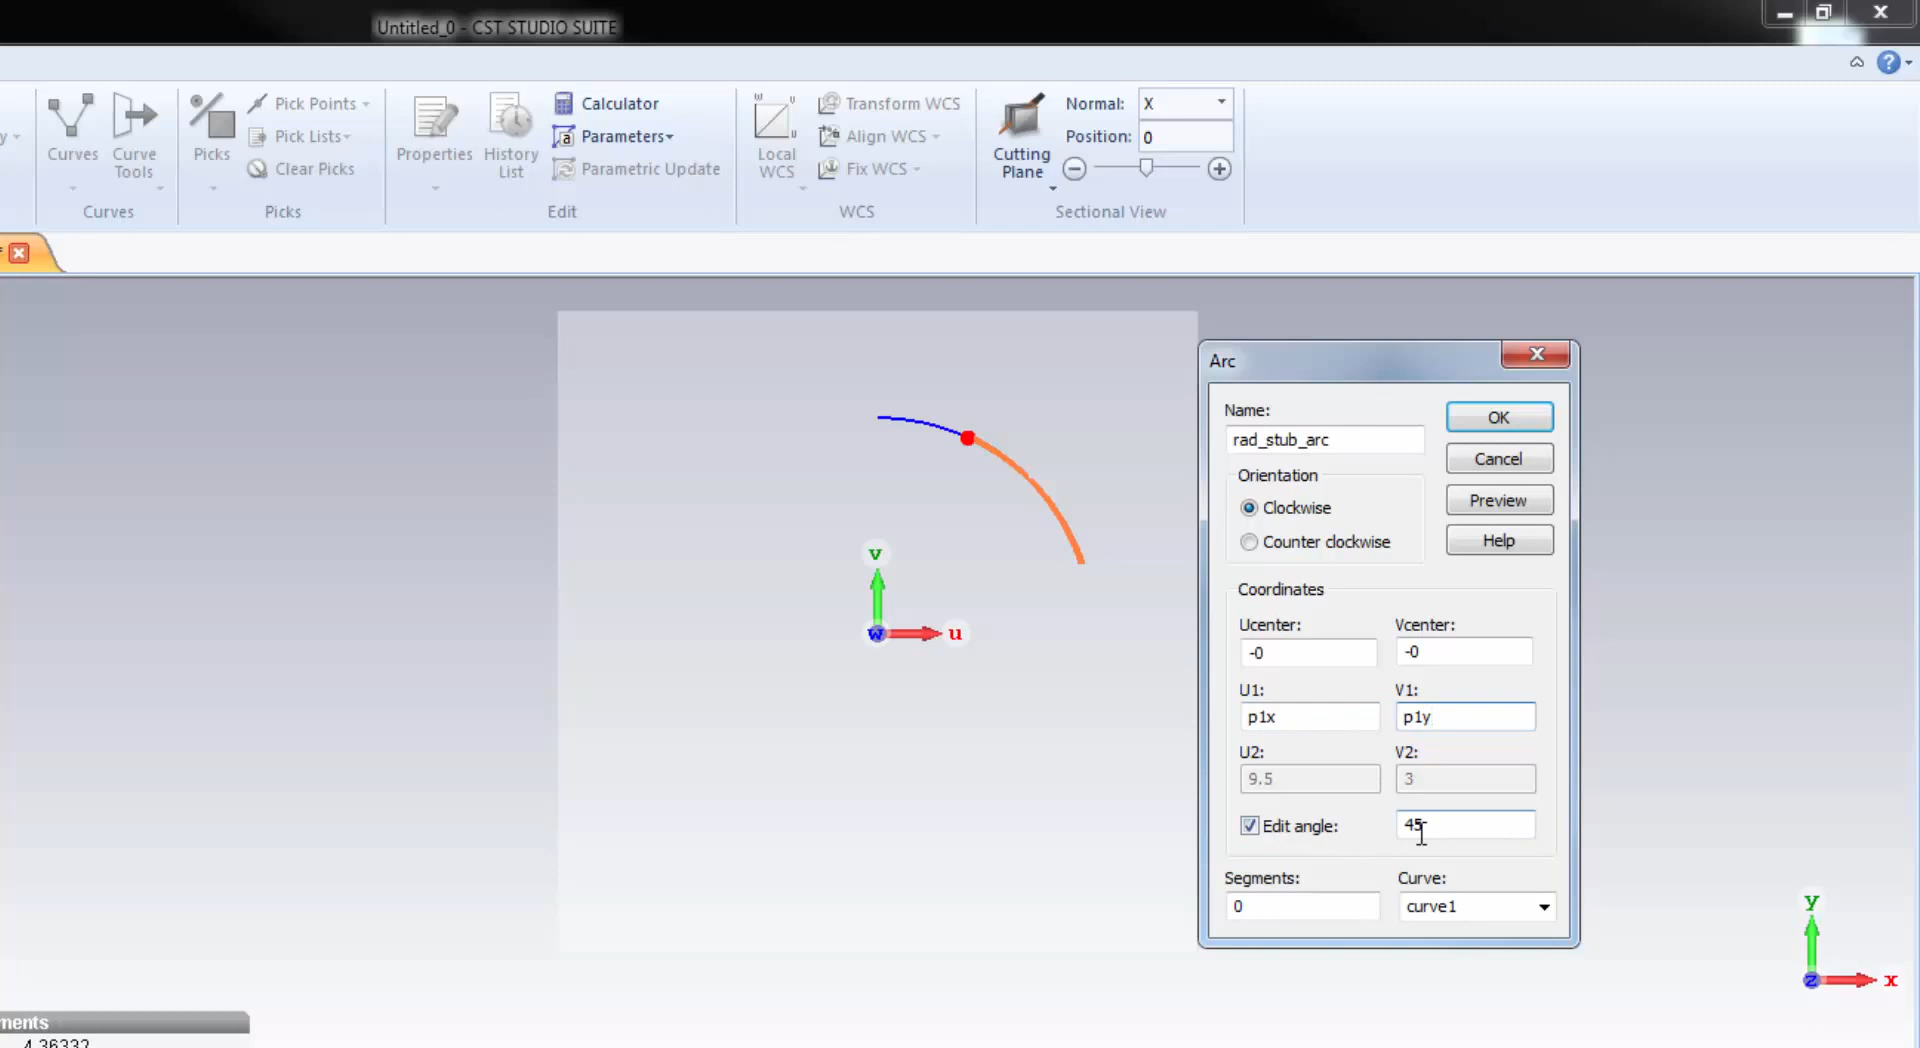 Untitled_0 - CST STUDIO SUITE
Curves
Curve Tools
Curves
Picks
Pick Points
Pick Lists
Clear Picks
Picks
Properties
History List
Calculator
Parameters
Parametric Update
Edit
w
u
u
Local WCS
Transform WCS
Align WCS
Fix WCS
WCS
Cutting Plane
Normal: X
Position: 0
Sectional View
v
w
u
Arc
Name:
rad_stub_arc
OK
Cancel
Preview
Help
Orientation
Clockwise
Counter clockwise
Coordinates
Ucenter: Vcenter:
-0 -0
U1: V1:
p1x p1y
U2: V2:
9.5 3
Edit angle: 45
Segments: Curve:
0 curve1
y
z
x
ments
4.36332